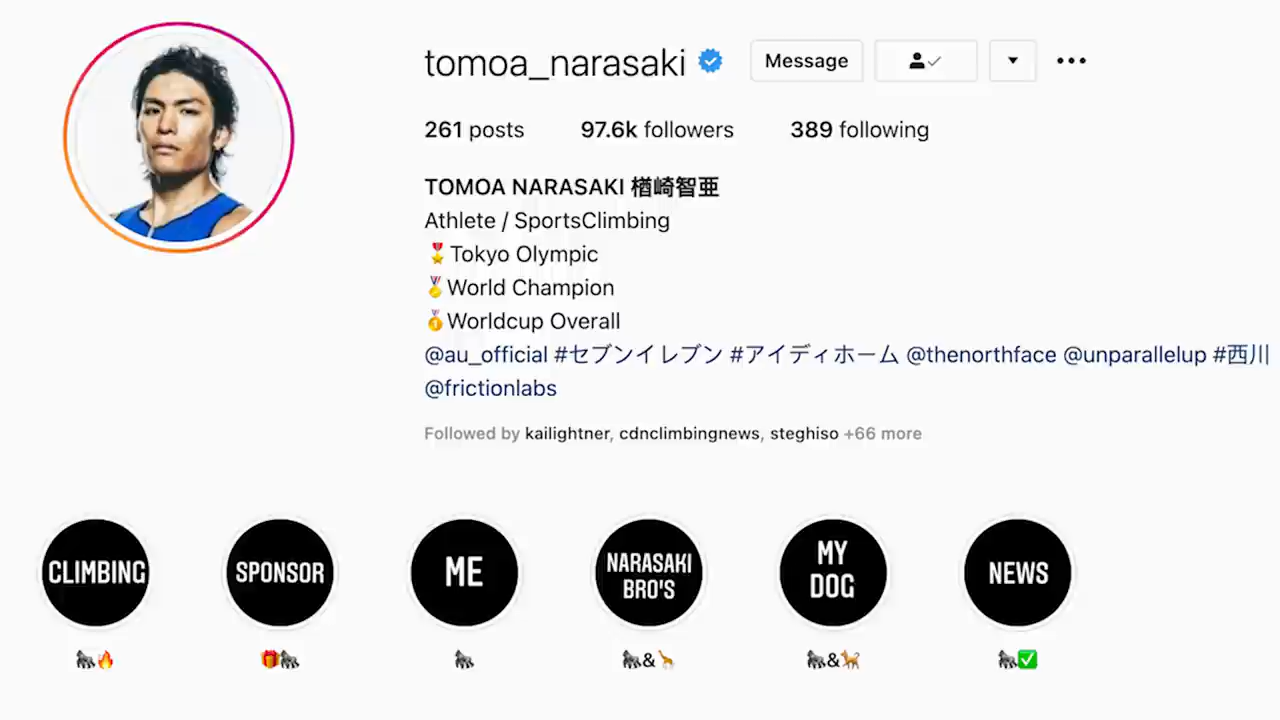 tomoa_narasaki
Message
261 posts 97.6k followers 389 following
TOMOA NARASAKI 楢崎智亜
Athlete / SportsClimbing
🎖Tokyo Olympic
🏅World Champion
🥇Worldcup Overall
@au_official #セブンイレブン #アイディホーム @thenorthface @unparallelup #西川
@frictionlabs
Followed by kailightner, cdnclimbingnews, steghiso +66 more
CLIMBING
SPONSOR
ME
NARASAKI
BRO'S
MY
DOG
NEWS
🦍🔥
🎁🦍
🦍
🦍&🦒
🦍&🐕
🦍✅